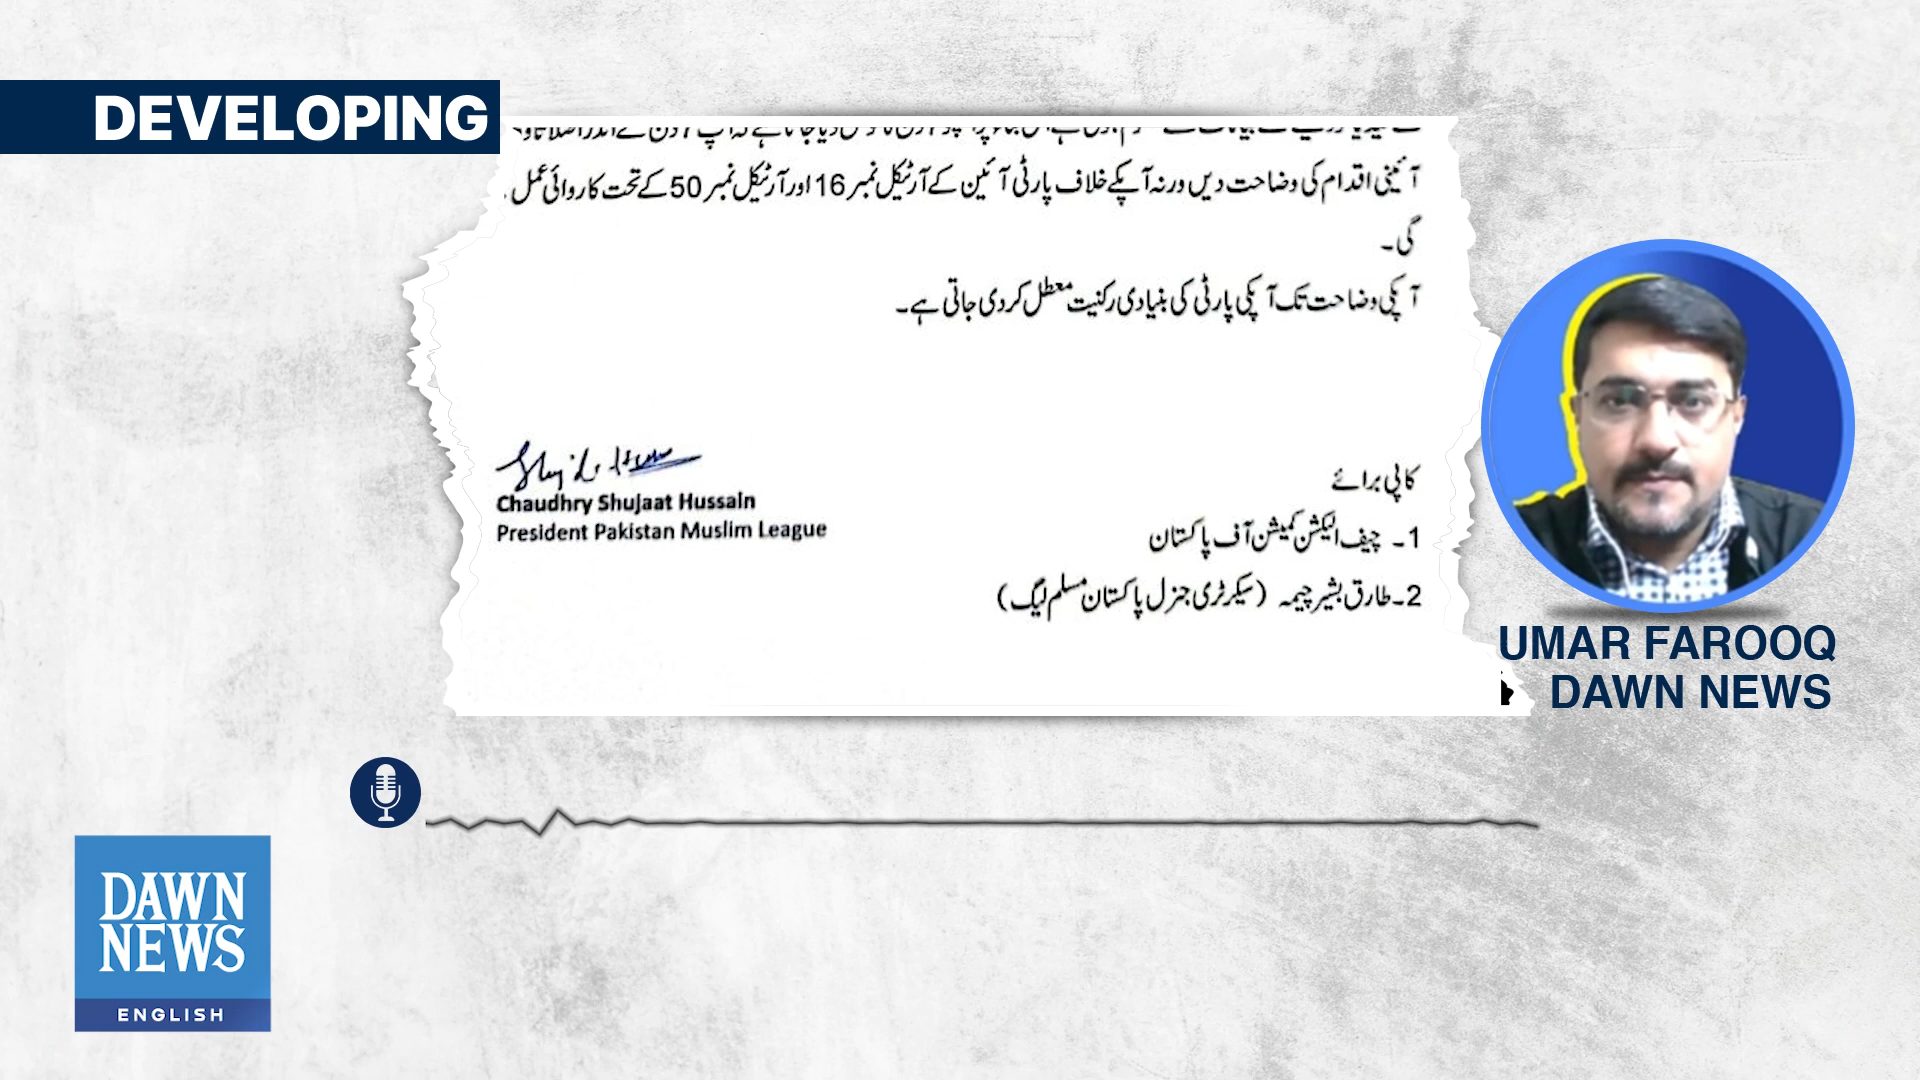 DEVELOPING
آئینی اقدام کی وضاحت دیں ورنہ آپکے خلاف پارٹی آئین کے آرٹیکل نمبر 16 اور آرٹیکل نمبر 50 کے تحت کاروائی عمل
گی۔
آپکی وضاحت تک آپکی پارٹی کی بنیادی رکنیت معطل کر دی جاتی ہے۔
Chaudhry Shujaat Hussain
President Pakistan Muslim League
کاپی برائے
1۔ چیف الیکشن کمیشن آف پاکستان
2۔ طارق بشیر چیمہ (سیکرٹری جنرل پاکستان مسلم لیگ)
UMAR FAROOQ
DAWN NEWS
DAWN
NEWS
ENGLISH